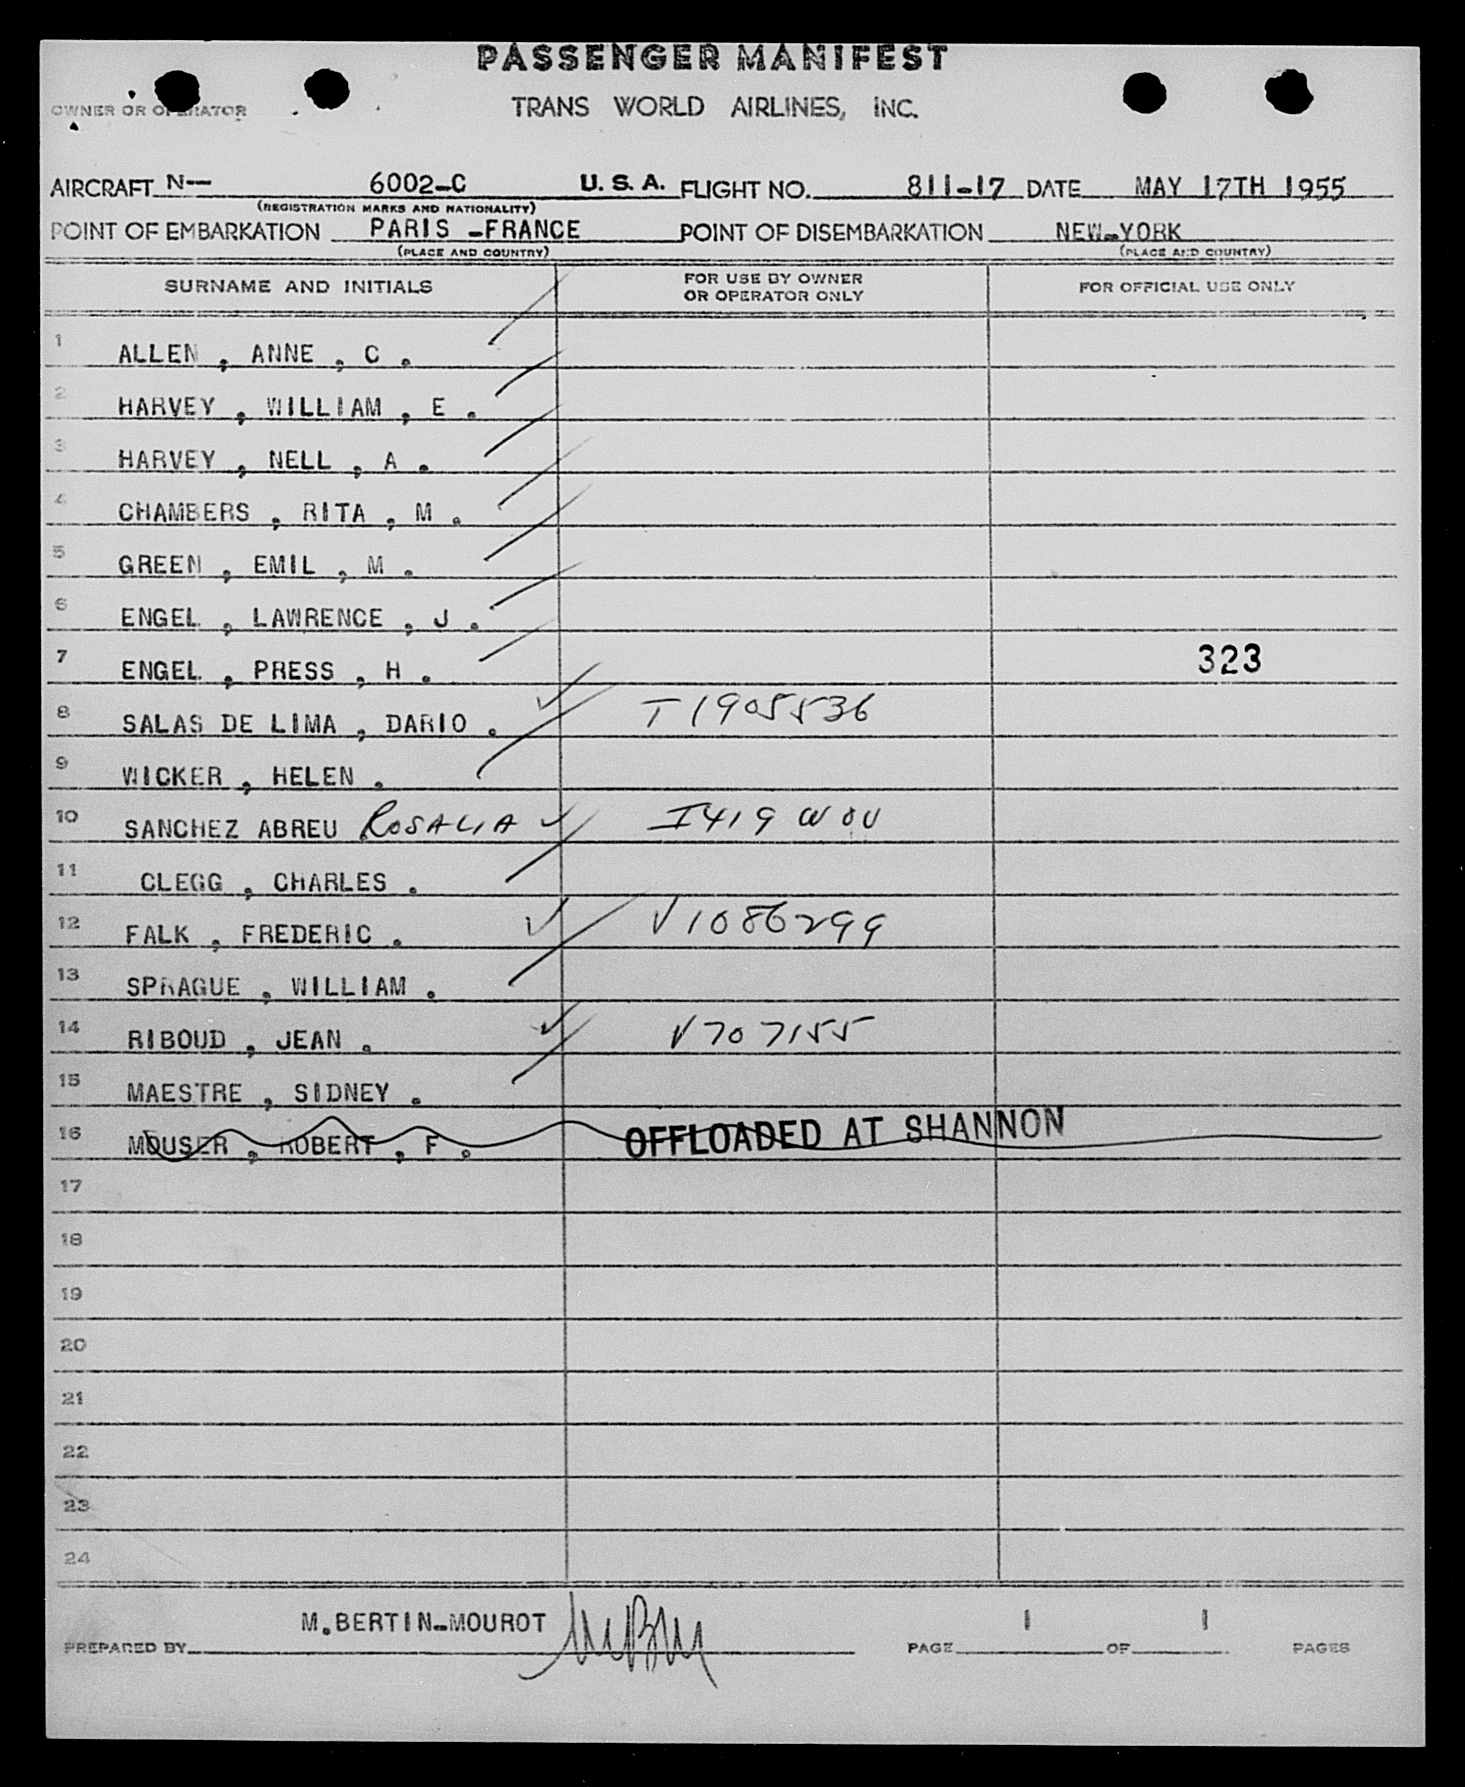 PASSENGER MANIFEST
OWNER OR OPERATOR TRANS WORLD AIRLINES, INC.
AIRCRAFT N— 6002-C U. S. A. FLIGHT NO. 811-17 DATE MAY 17TH 1955
(REGISTRATION MARKS AND NATIONALITY)
POINT OF EMBARKATION PARIS -FRANCE POINT OF DISEMBARKATION NEW-YORK
(PLACE AND COUNTRY) (PLACE AND COUNTRY)
SURNAME AND INITIALS FOR USE BY OWNER OR OPERATOR ONLY FOR OFFICIAL USE ONLY
1 ALLEN , ANNE , C .
2 HARVEY , WILLIAM , E .
3 HARVEY , NELL , A .
4 CHAMBERS , RITA , M .
5 GREEN , EMIL , M .
6 ENGEL , LAWRENCE , J .
7 ENGEL , PRESS , H . 323
8 SALAS DE LIMA , DARIO . T1905536
9 WICKER , HELEN .
10 SANCHEZ ABREU ROSALIA I419
11 CLEGG , CHARLES .
12 FALK , FREDERIC . V1086299
13 SPRAGUE , WILLIAM .
14 RIBOUD , JEAN . V707155
15 MAESTRE , SIDNEY .
16 MOUSER , ROBERT , F . OFFLOADED AT SHANNON
17
18
19
20
21
22
23
24
PREPARED BY M.BERTIN-MOUROT PAGE 1 OF 1 PAGES